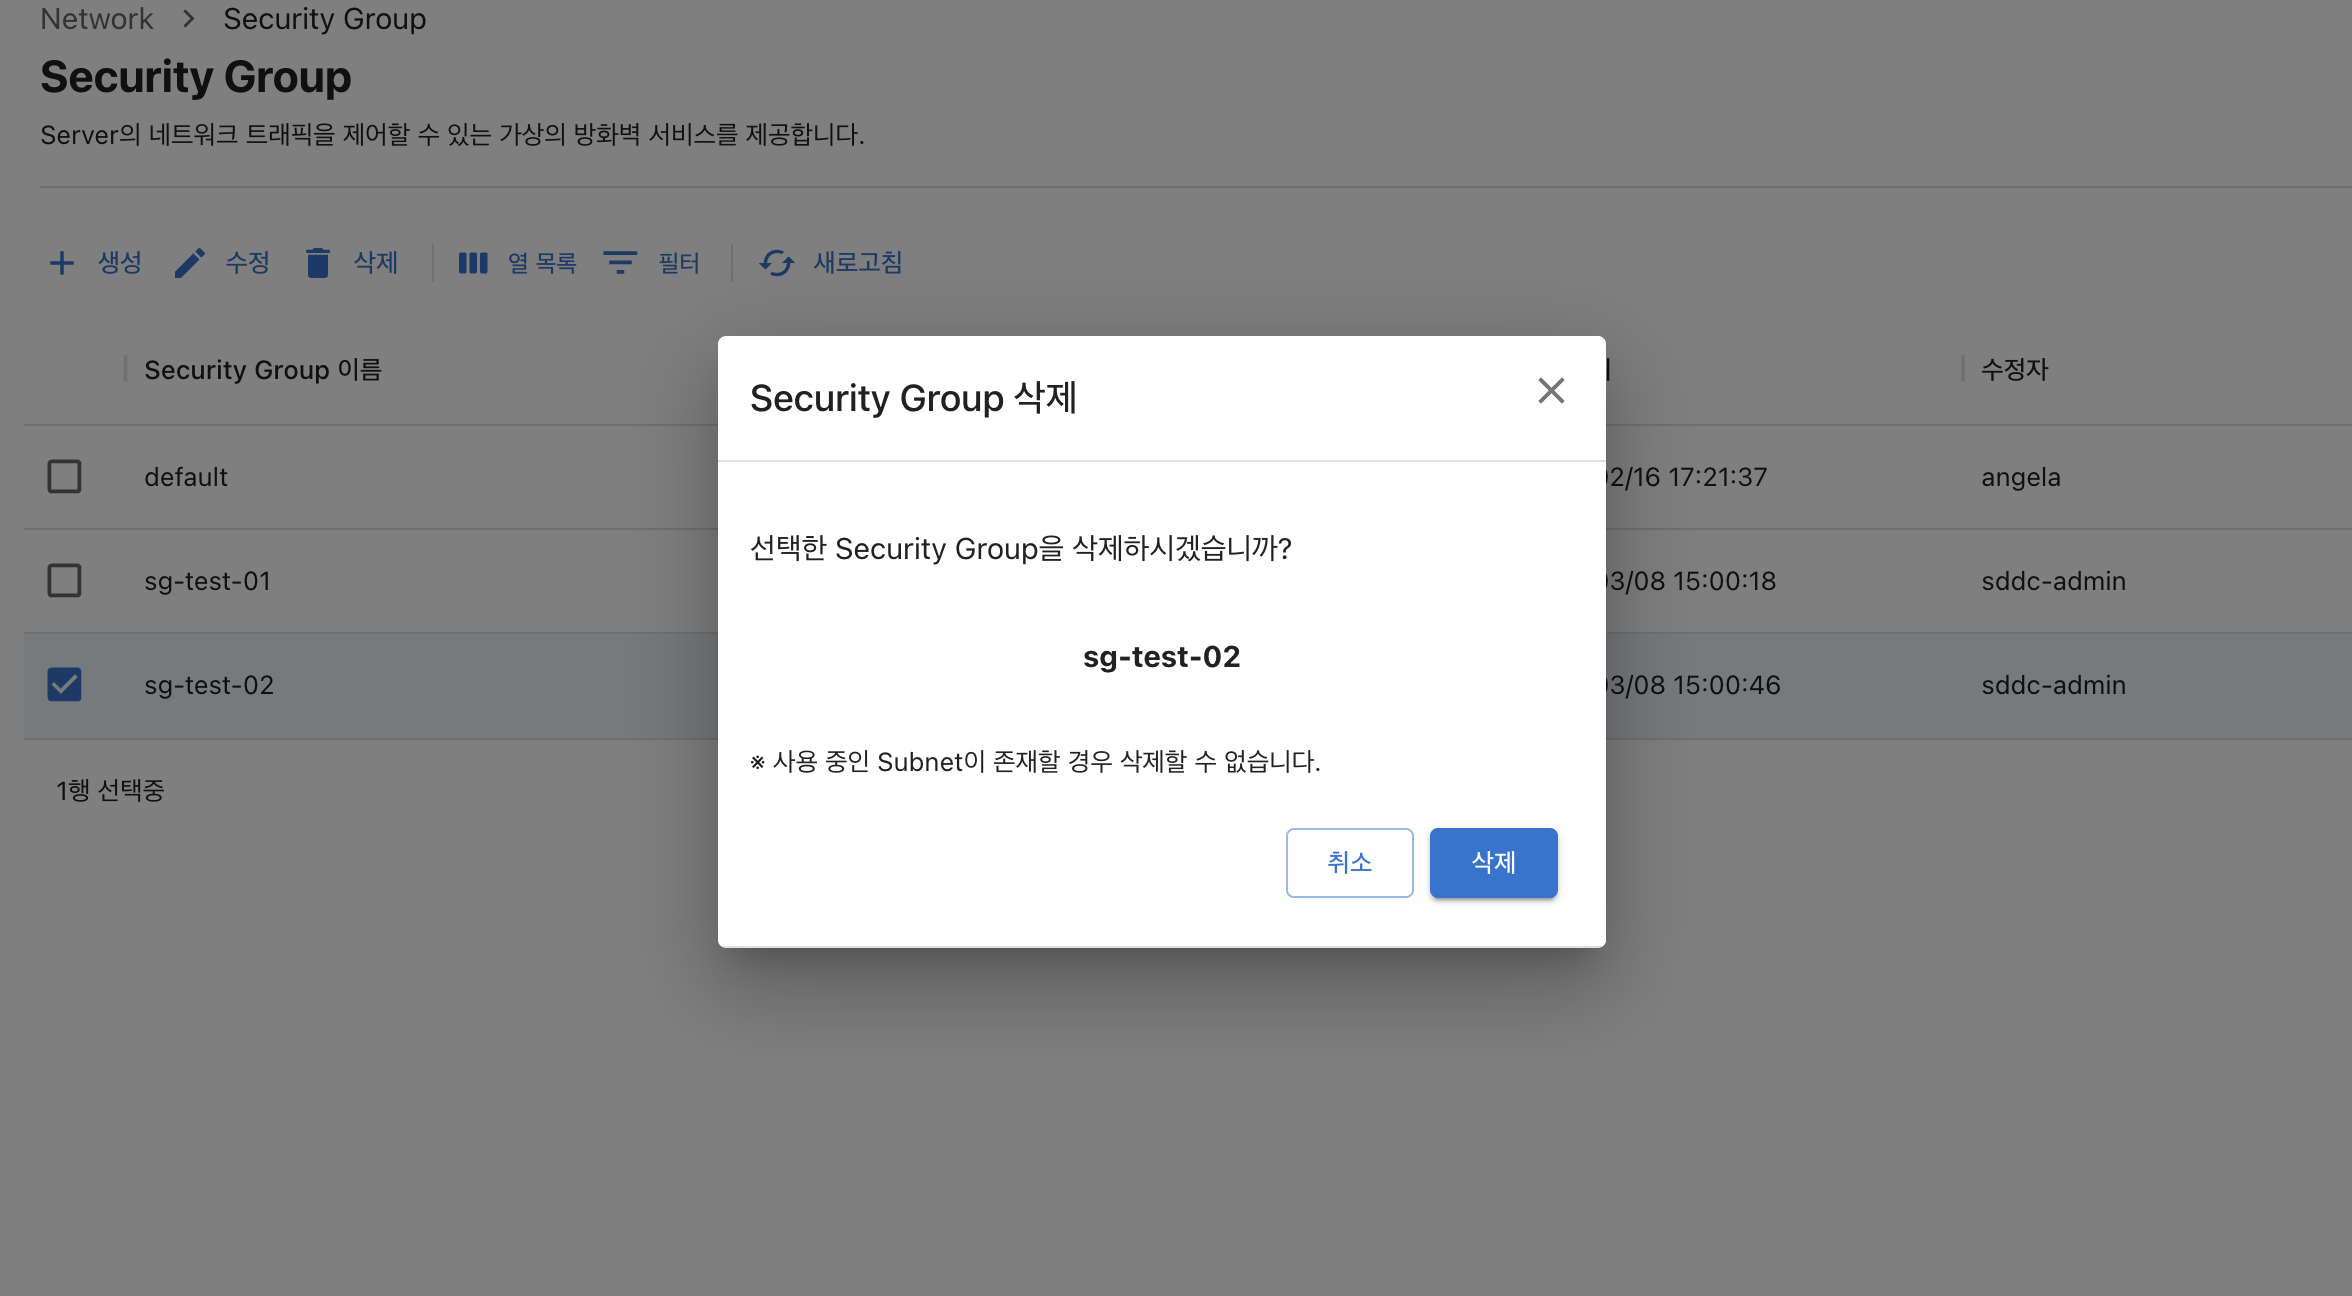 Network > Security Group
Security Group
Server의 네트워크 트래픽을 제어할 수 있는 가상의 방화벽 서비스를 제공합니다.
생성 수정 삭제 열 목록 필터 새로고침
Security Group 이름 수정자
default 02/16 17:21:37 angela
sg-test-01 03/08 15:00:18 sddc-admin
sg-test-02 03/08 15:00:46 sddc-admin
1행 선택중
Security Group 삭제
선택한 Security Group을 삭제하시겠습니까?
sg-test-02
※ 사용 중인 Subnet이 존재할 경우 삭제할 수 없습니다.
취소 삭제